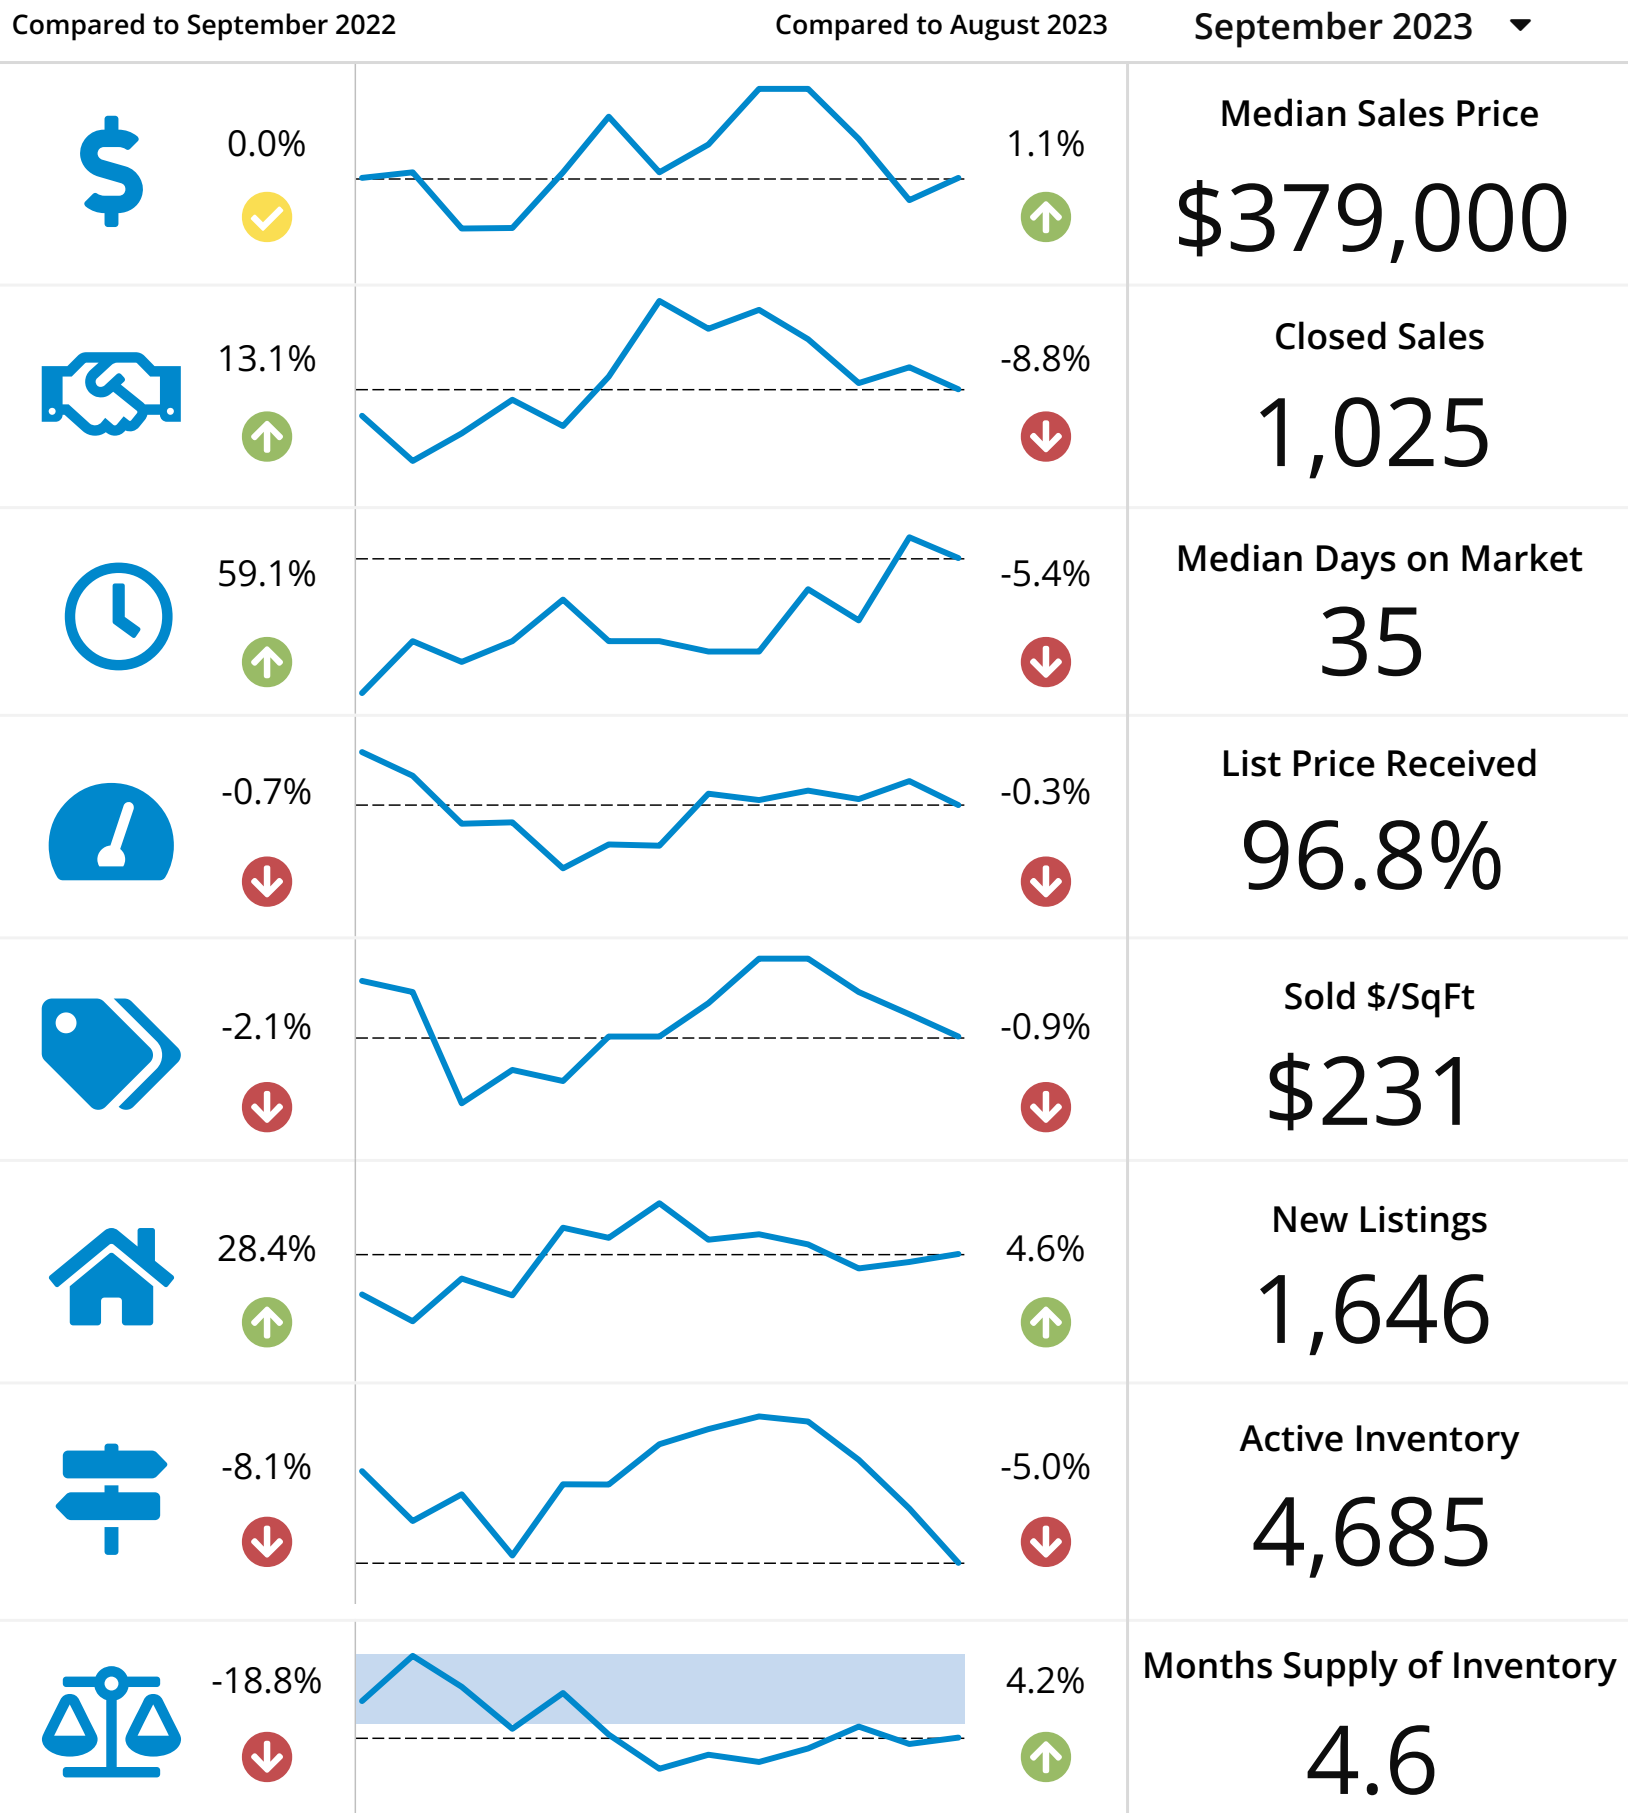 Compared to September 2022
Compared to August 2023
September 2023
0.0%
1.1%
Median Sales Price
$379,000
13.1%
-8.8%
Closed Sales
1,025
59.1%
-5.4%
Median Days on Market
35
-0.7%
-0.3%
List Price Received
96.8%
-2.1%
-0.9%
Sold $/SqFt
$231
28.4%
4.6%
New Listings
1,646
-8.1%
-5.0%
Active Inventory
4,685
-18.8%
4.2%
Months Supply of Inventory
4.6